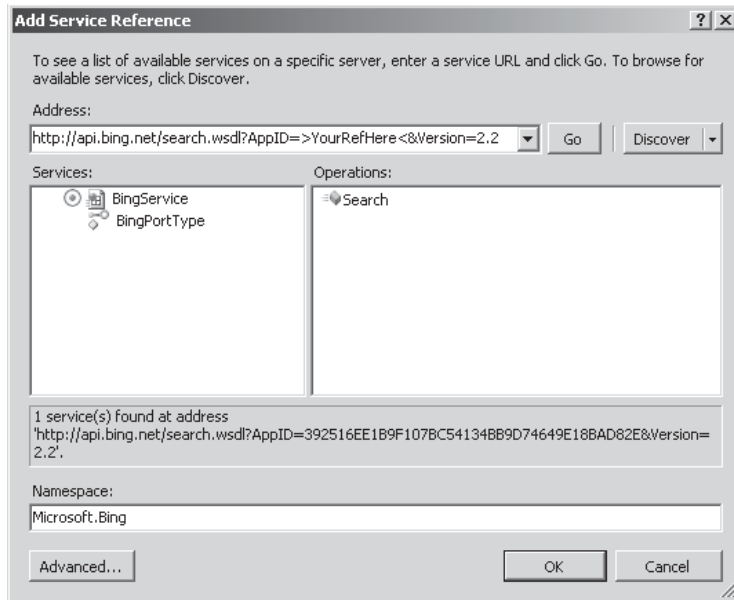 Add Service Reference
To see a list of available services on a specific server, enter a service URL and click Go. To browse for
available services, click Discover.
Address:
http://api.bing.net/search.wsdl?AppID=>YourRefHere<&Version=2.2
Go
Discover
Services:
Operations:
BingService
BingPortType
Search
1 service(s) found at address
'http://api.bing.net/search.wsdl?AppID=392516EE1B9F107BC54134BB9D74649E18BAD82E&Version=
2.2'.
Namespace:
Microsoft.Bing
Advanced...
OK
Cancel